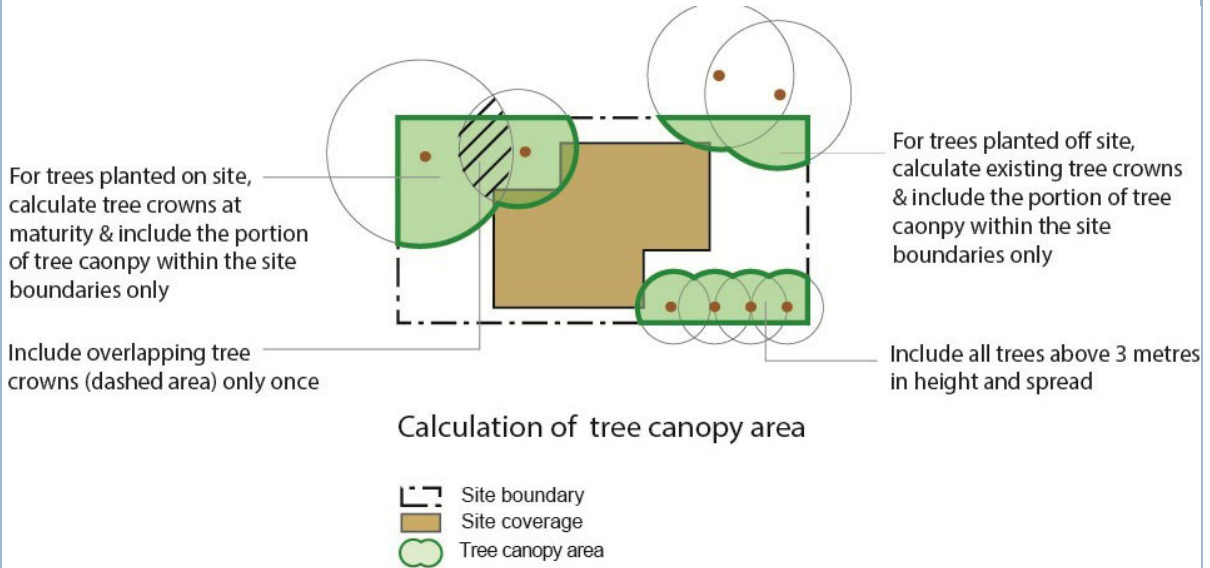 For trees planted on site,
calculate tree crowns at
maturity & include the portion
of tree caonpy within the site
boundaries only
Include overlapping tree
crowns (dashed area) only once
For trees planted off site,
calculate existing tree crowns
& include the portion of tree
caonpy within the site
boundaries only
Include all trees above 3 metres
in height and spread
Calculation of tree canopy area
Site boundary
Site coverage
Tree canopy area